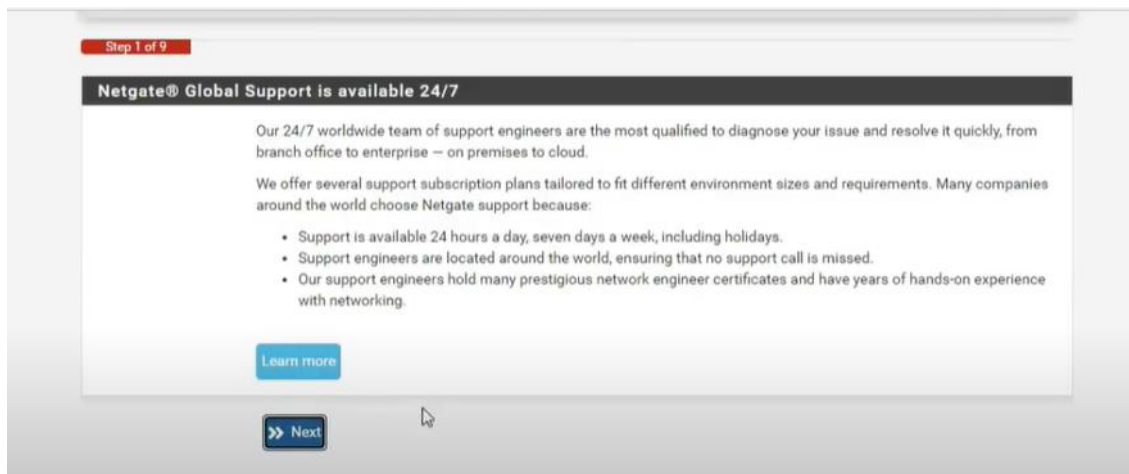 Step 1 of 9
Netgate® Global Support is available 24/7
Our 24/7 worldwide team of support engineers are the most qualified to diagnose your issue and resolve it quickly, from
branch office to enterprise — on premises to cloud.
We offer several support subscription plans tailored to fit different environment sizes and requirements. Many companies
around the world choose Netgate support because:
• Support is available 24 hours a day, seven days a week, including holidays.
• Support engineers are located around the world, ensuring that no support call is missed.
• Our support engineers hold many prestigious network engineer certificates and have years of hands-on experience
with networking.
Learn more
» Next